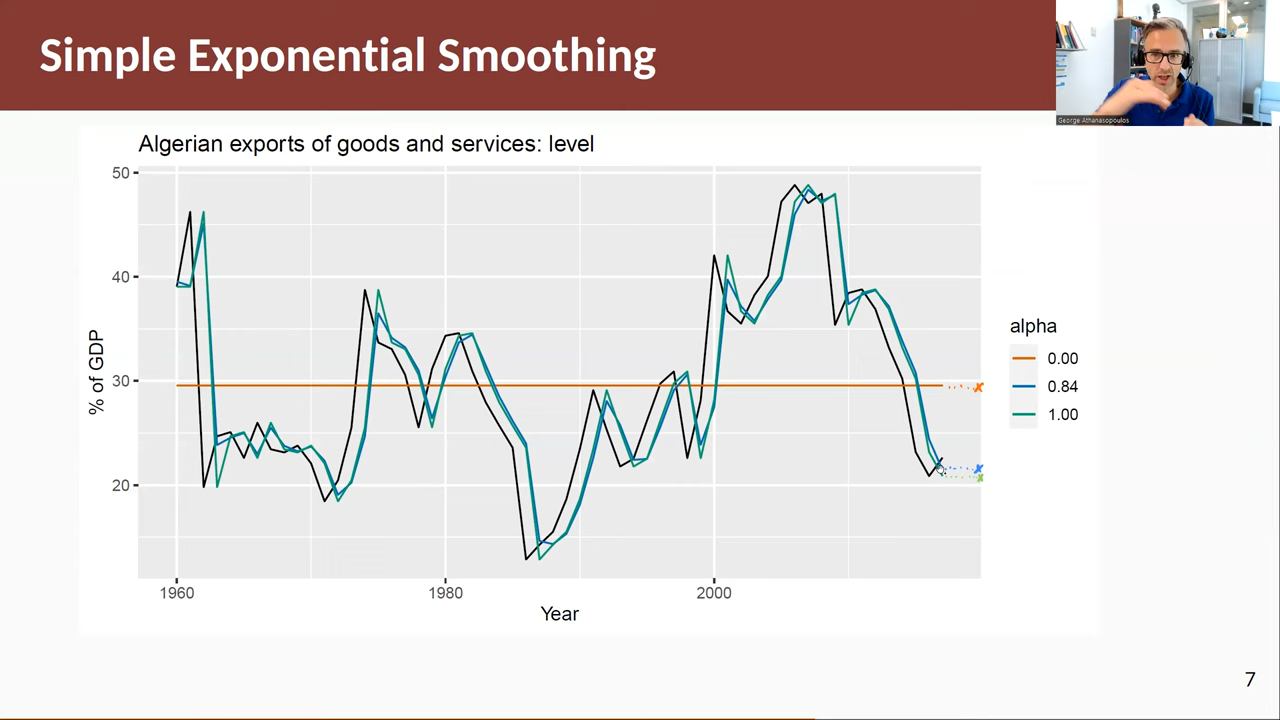 Simple Exponential Smoothing
George Athanasopoulos
Algerian exports of goods and services: level
50
40
30
20
% of GDP
1960
1980
2000
Year
alpha
0.00
0.84
1.00
7